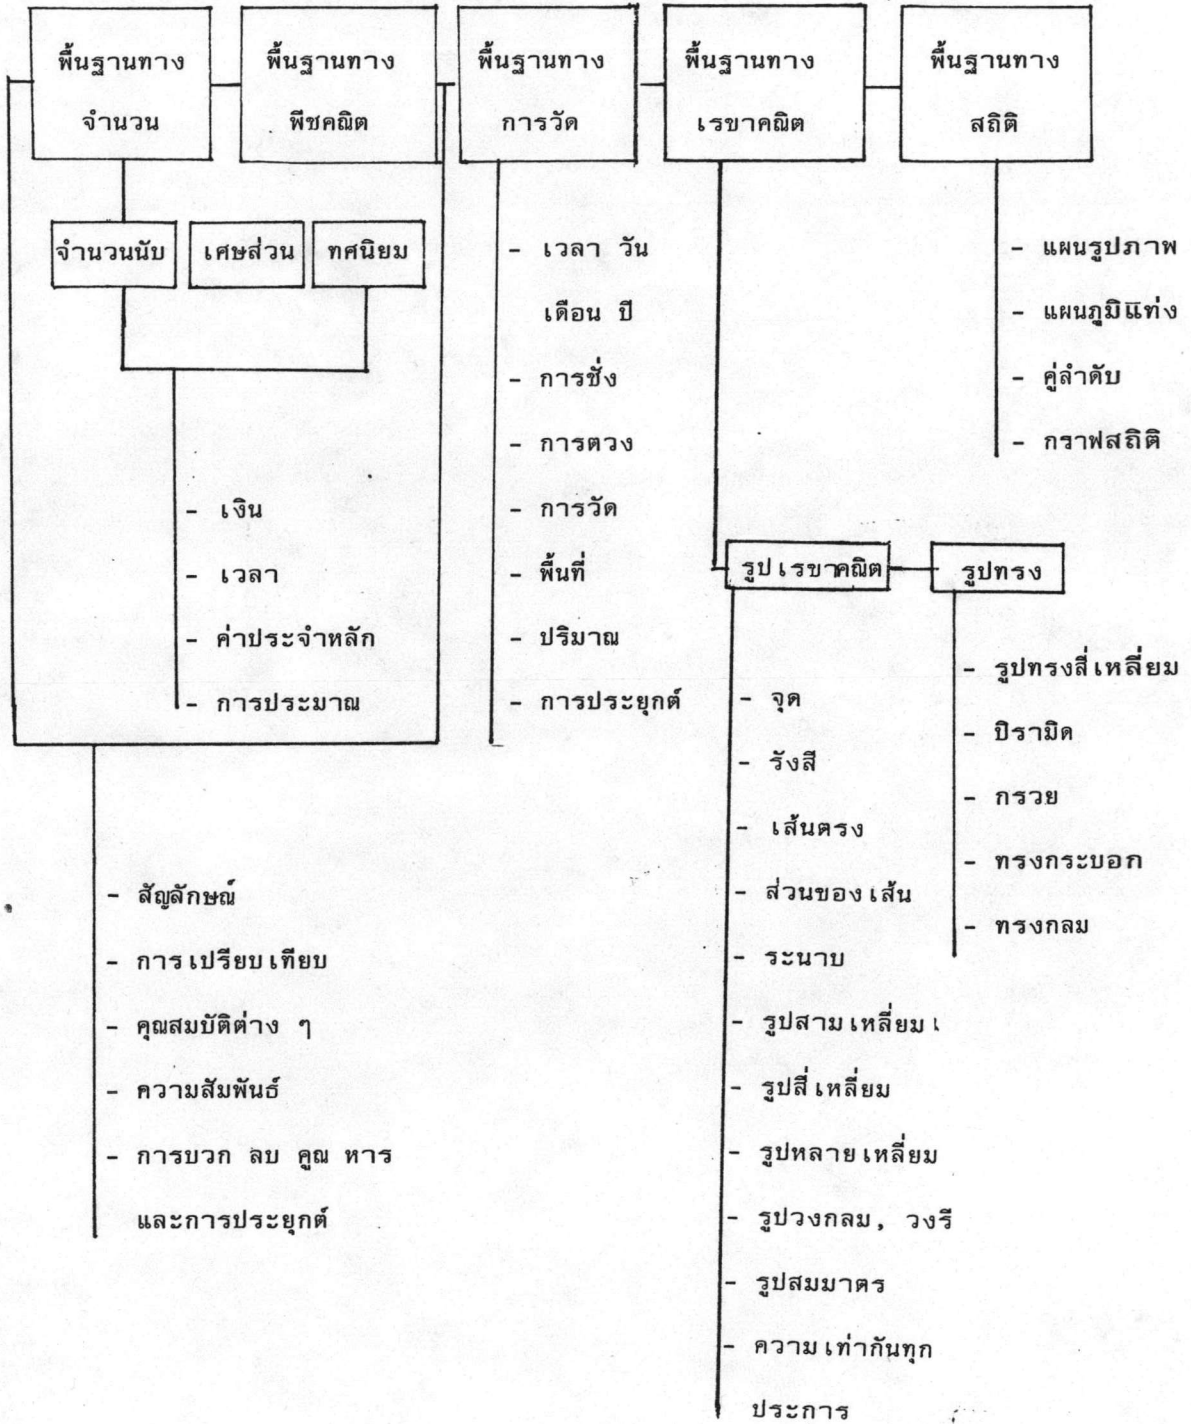 พื้นฐานทาง
จำนวน
พื้นฐานทาง
พีชคณิต
พื้นฐานทาง
การวัด
พื้นฐานทาง
เรขาคณิต
พื้นฐานทาง
สถิติ
จำนวนนับ
เศษส่วน
ทศนิยม
- เงิน
- เวลา
- ค่าประจำหลัก
- การประมาณ
- สัญลักษณ์
- การเปรียบเทียบ
- คุณสมบัติต่าง ๆ
- ความสัมพันธ์
- การบวก ลบ คูณ หาร
และการประยุกต์
- เวลา วัน
เดือน ปี
- การชั่ง
- การตวง
- การวัด
- พื้นที่
- ปริมาณ
- การประยุกต์
รูปเรขาคณิต
- จุด
- รังสี
- เส้นตรง
- ส่วนของเส้น
- ระนาบ
- รูปสามเหลี่ยม
- รูปสี่เหลี่ยม
- รูปหลายเหลี่ยม
- รูปวงกลม, วงรี
- รูปสมมาตร
- ความเท่ากันทุก
ประการ
รูปทรง
- รูปทรงสี่เหลี่ยม
- ปิรามิด
- กรวย
- ทรงกระบอก
- ทรงกลม
- แผนรูปภาพ
- แผนภูมิแท่ง
- คู่ลำดับ
- กราฟสถิติ